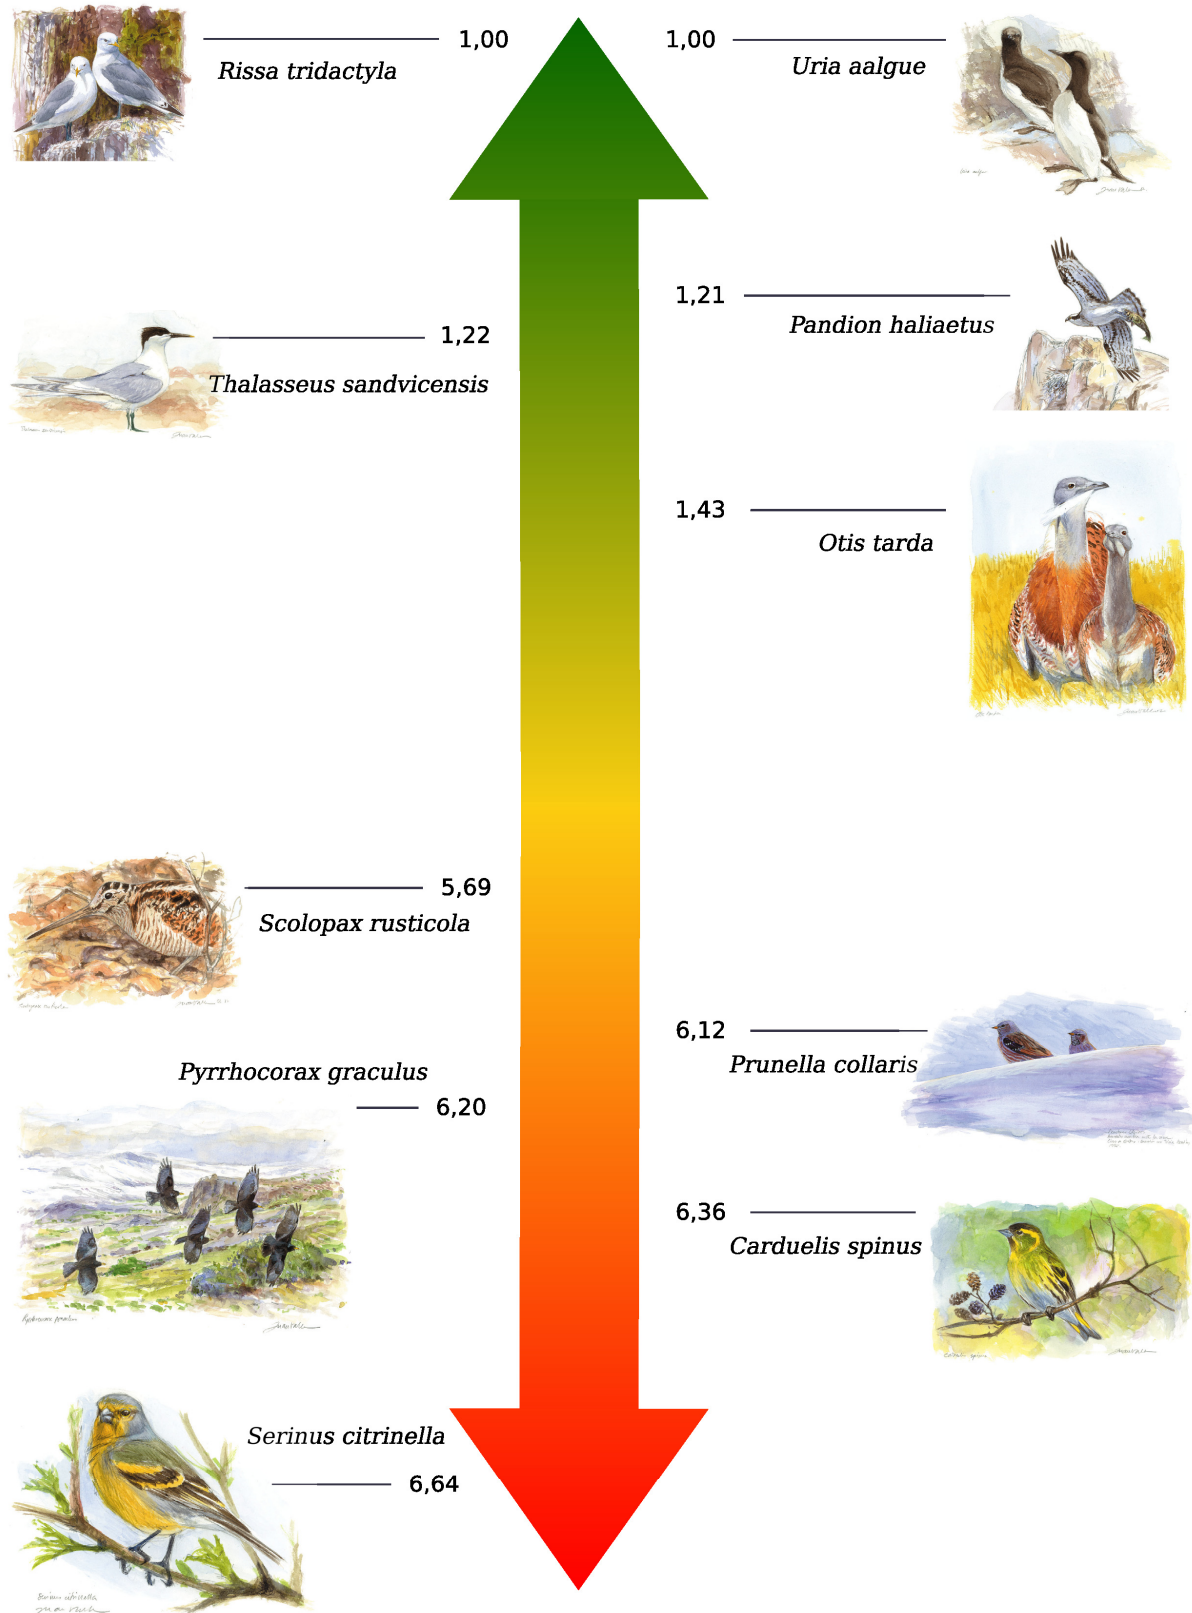 1,00
Rissa tridactyla
1,00
Uria aalgue
1,21
Pandion haliaetus
1,22
Thalasseus sandvicensis
1,43
Otis tarda
5,69
Scolopax rusticola
6,12
Prunella collaris
Pyrrhocorax graculus
6,20
6,36
Carduelis spinus
Serinus citrinella
6,64